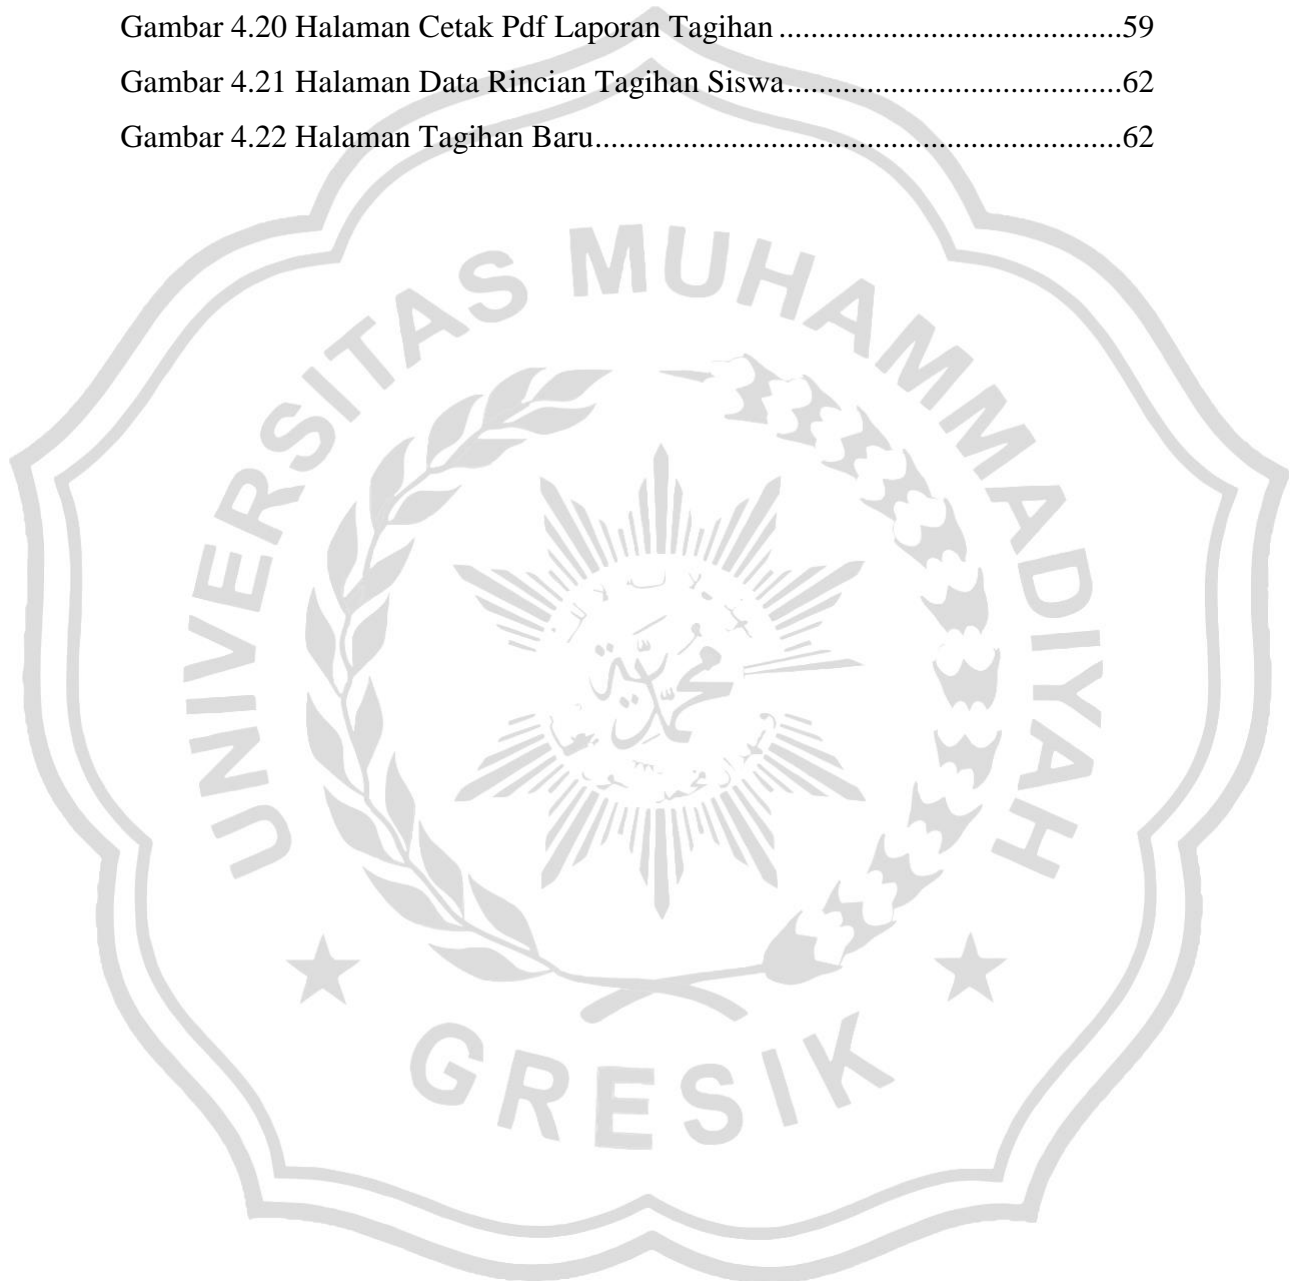 Gambar 4.20 Halaman Cetak Pdf Laporan Tagihan ...........................................59
Gambar 4.21 Halaman Data Rincian Tagihan Siswa..........................................62
Gambar 4.22 Halaman Tagihan Baru..................................................................62
UNIVERSITAS MUHAMMADIYAH
محمدية
GRESIK